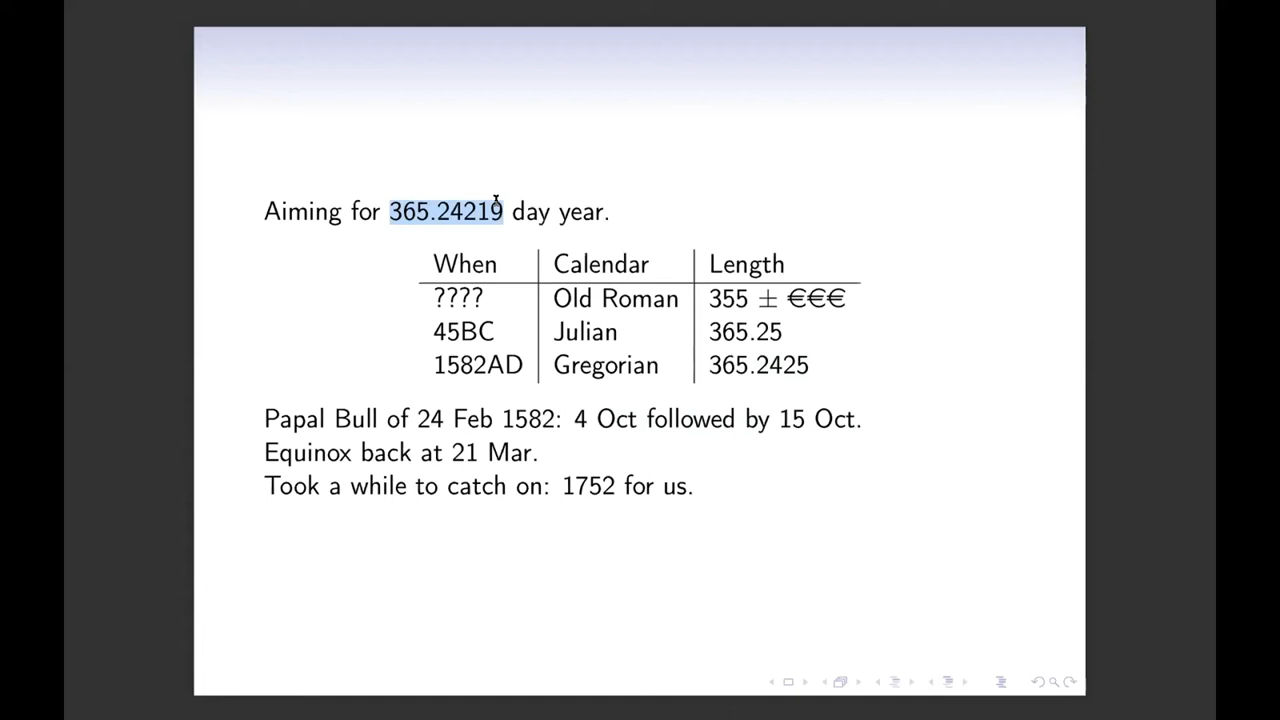 Aiming for 365.24219 day year.
When Calendar Length
???? Old Roman 355 ± €€€
45BC Julian 365.25
1582AD Gregorian 365.2425
Papal Bull of 24 Feb 1582: 4 Oct followed by 15 Oct.
Equinox back at 21 Mar.
Took a while to catch on: 1752 for us.